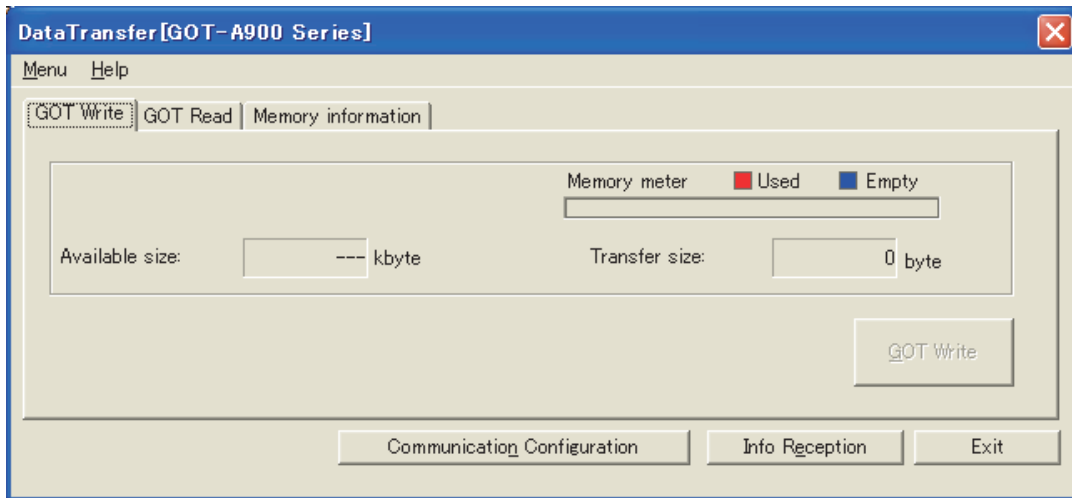 DataTransfer[GOT-A900 Series]
Menu Help
GOT Write GOT Read Memory information
Memory meter Used Empty
Available size: --- kbyte Transfer size: 0 byte
GOT Write
Communication Configuration Info Reception Exit